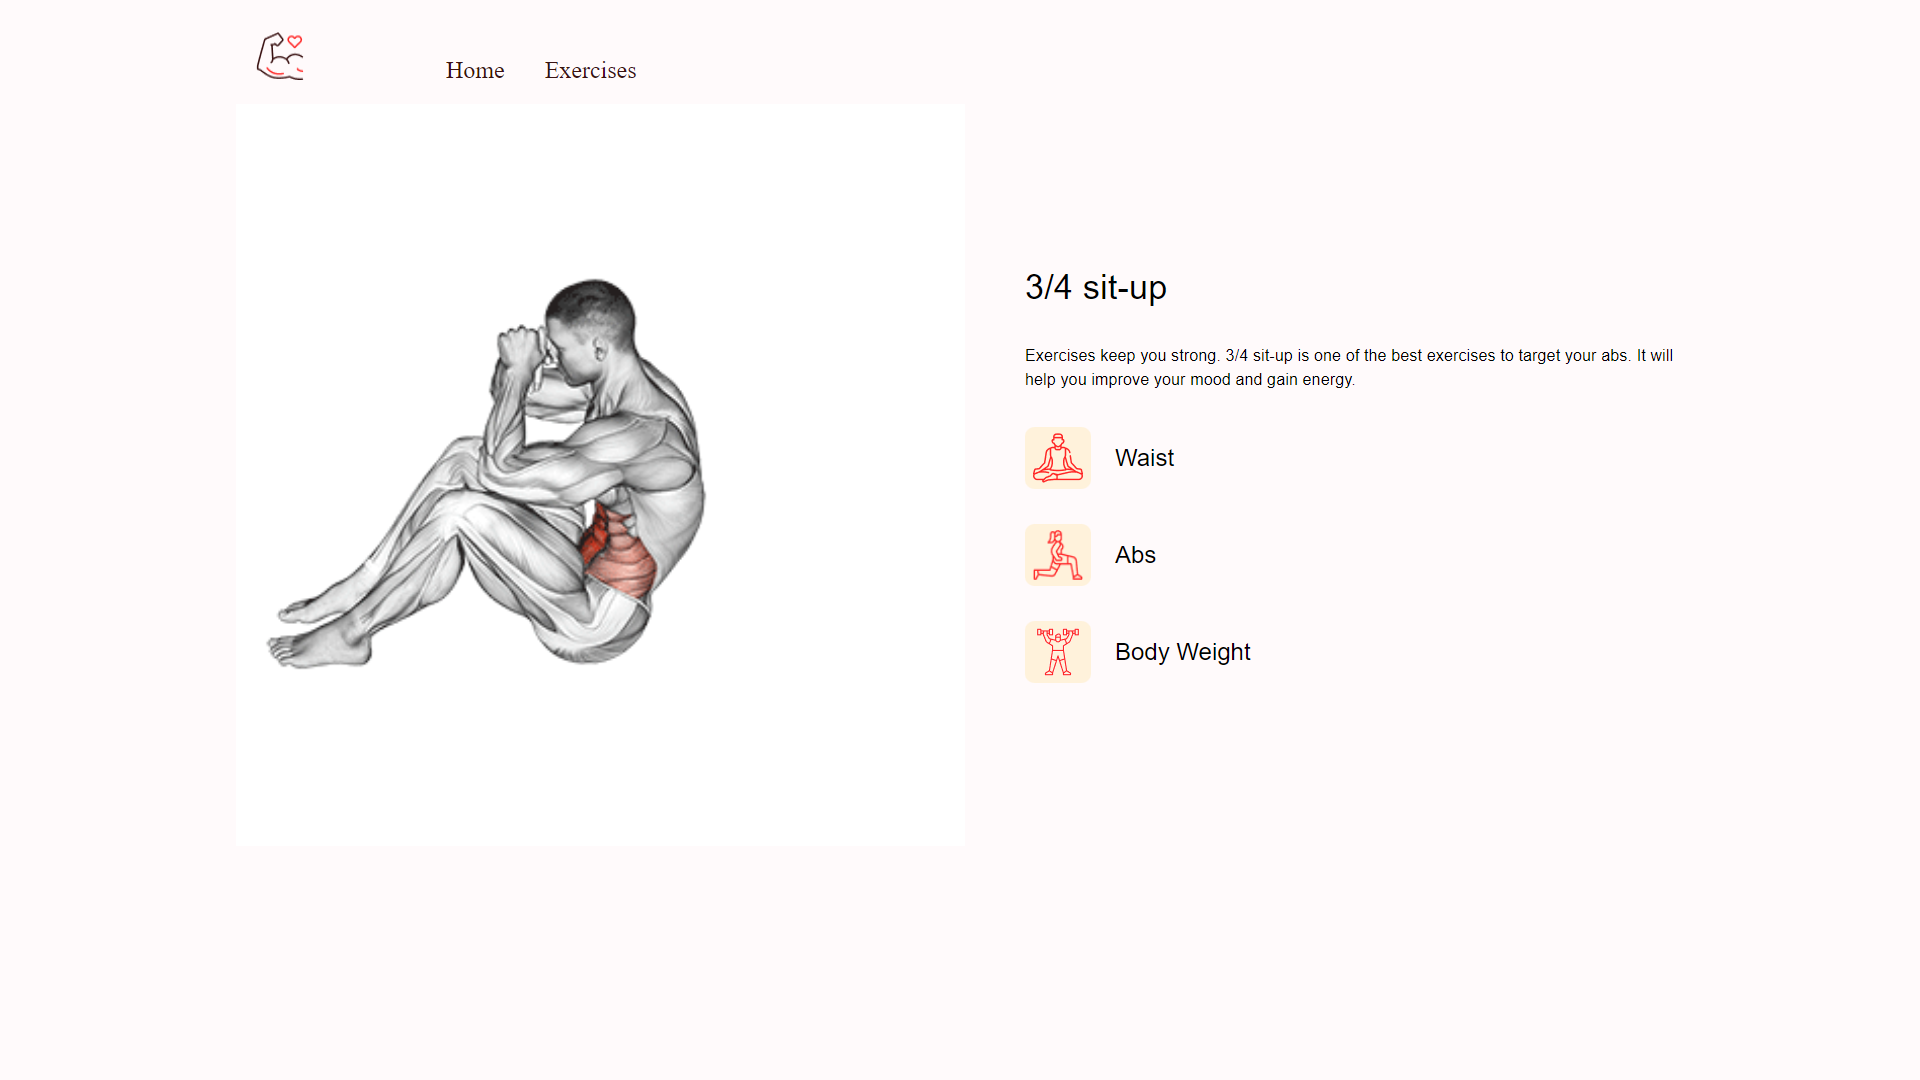 Home
Exercises
3/4 sit-up
Exercises keep you strong. 3/4 sit-up is one of the best exercises to target your abs. It will
help you improve your mood and gain energy.
Waist
Abs
Body Weight